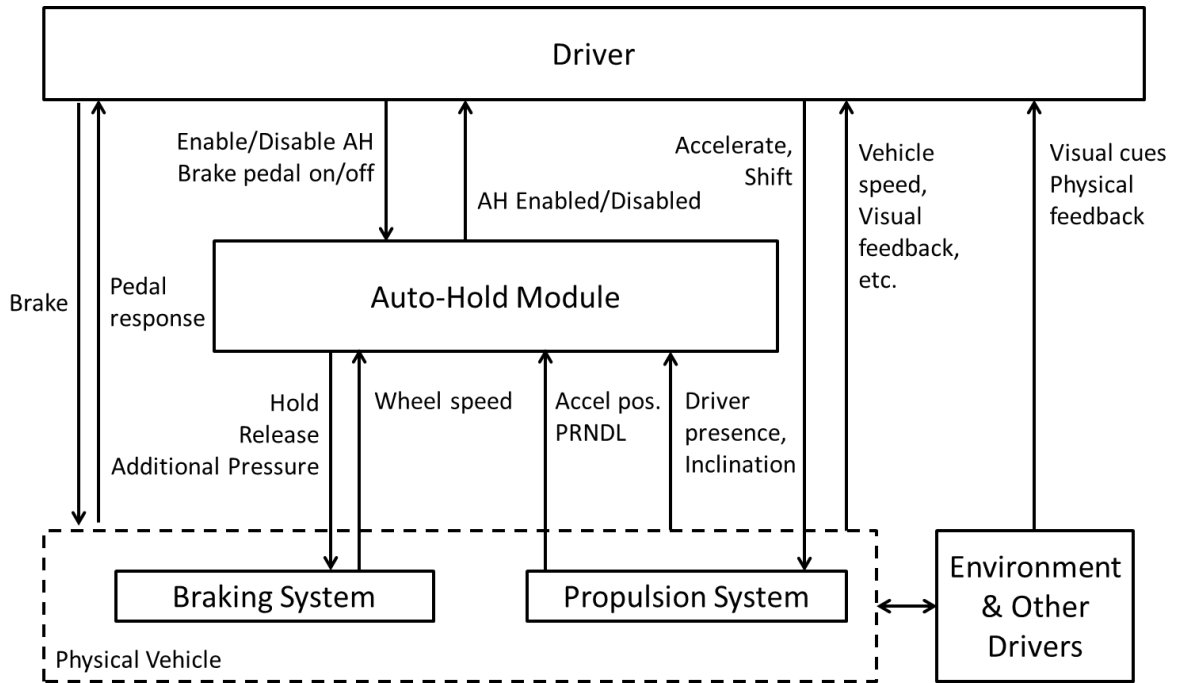 Driver
Enable/Disable AH
Brake pedal on/off
AH Enabled/Disabled
Accelerate,
Shift
Vehicle
speed,
Visual
feedback,
etc.
Visual cues
Physical
feedback
Brake
Pedal
response
Auto-Hold Module
Hold
Release
Additional Pressure
Wheel speed
Accel pos.
PRNDL
Driver
presence,
Inclination
Braking System
Propulsion System
Physical Vehicle
Environment
& Other
Drivers